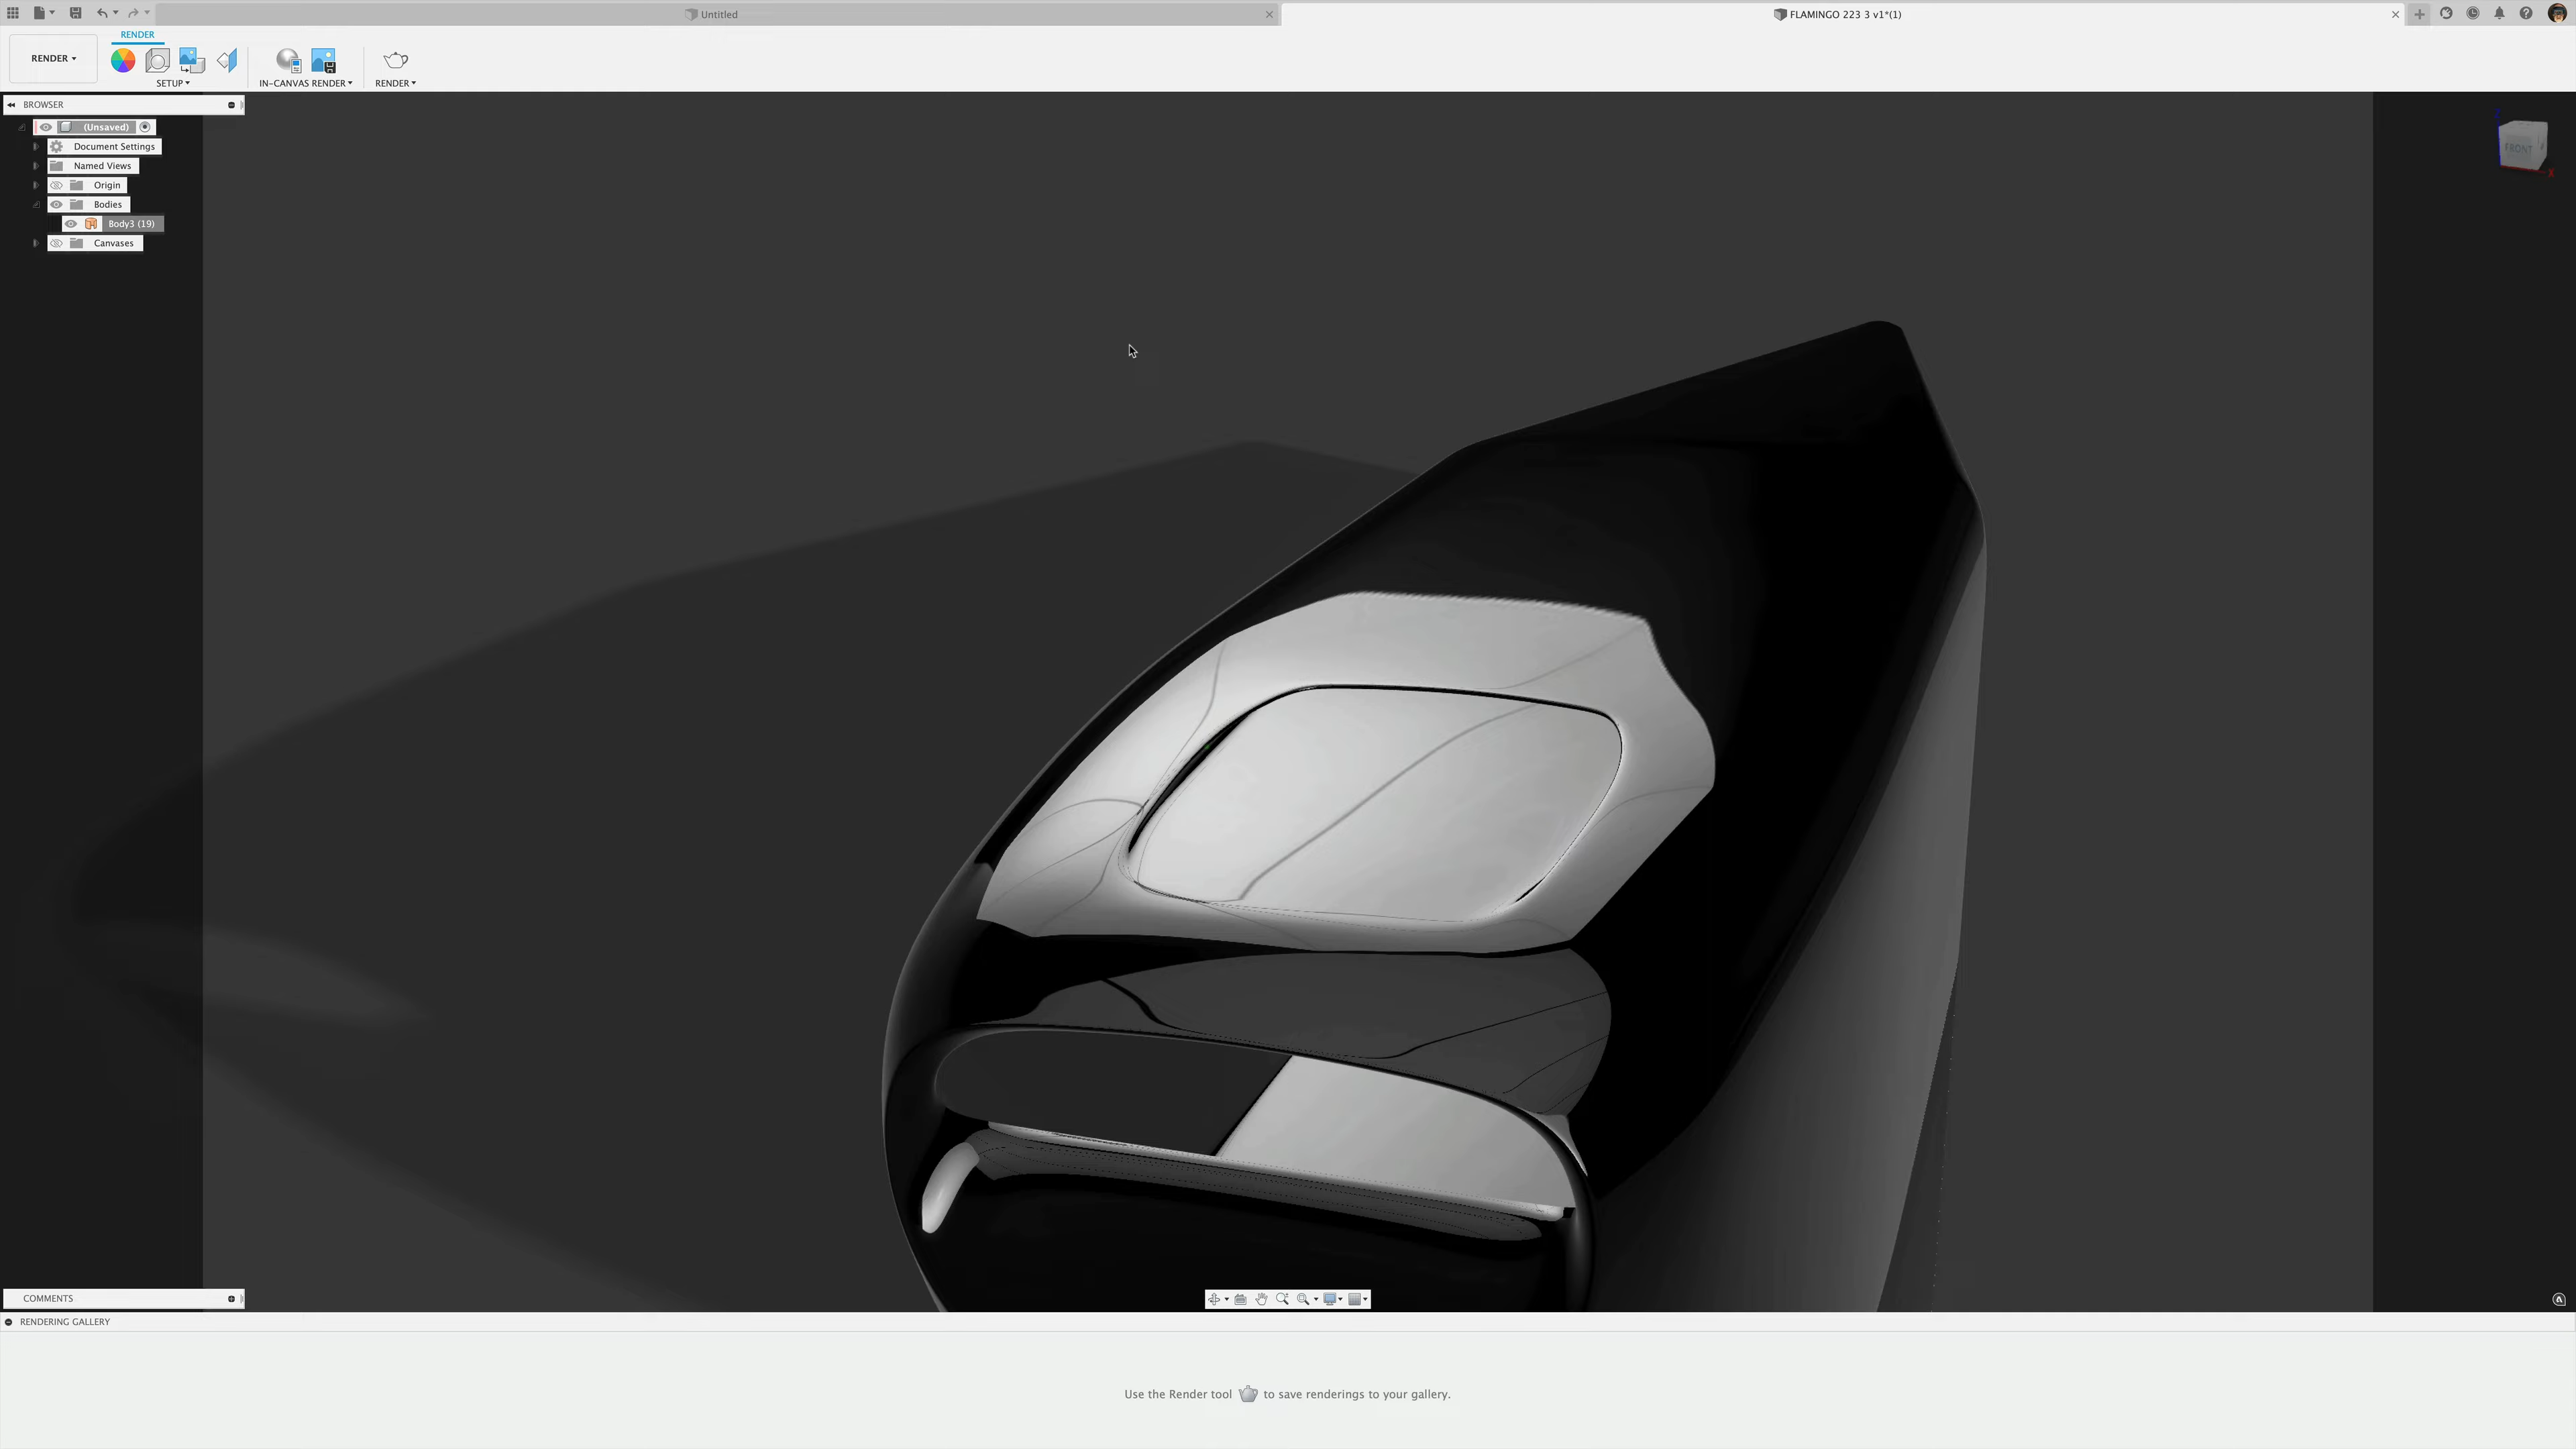 Untitled
FLAMINGO 223 3 v1*(1)
RENDER
RENDER
SETUP
IN-CANVAS RENDER
RENDER
BROWSER
(Unsaved)
Document Settings
Named Views
Origin
Bodies
Body3 (19)
Canvases
FRONT
X
COMMENTS
RENDERING GALLERY
Use the Render tool to save renderings to your gallery.